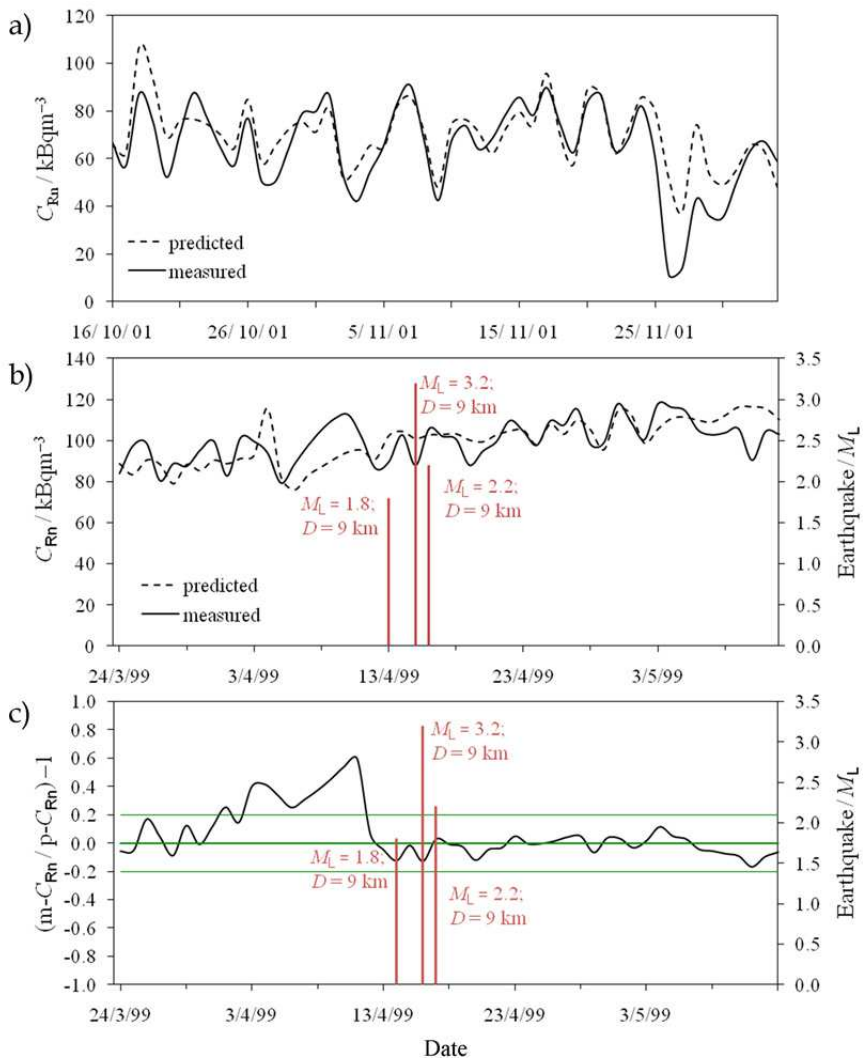 a)
120
100
80
60
40
20
0
C_Rn / kBqm⁻³
predicted
measured
16/ 10/ 01
26/ 10/ 01
5/ 11/ 01
15/ 11/ 01
25/ 11/ 01
b)
140
120
100
80
60
40
20
0
C_Rn / kBqm⁻³
3.5
3.0
2.5
2.0
1.5
1.0
0.5
0.0
Earthquake / M_L
M_L = 3.2;
D = 9 km
M_L = 1.8;
D = 9 km
M_L = 2.2;
D = 9 km
predicted
measured
24/3/99
3/4/99
13/4/99
23/4/99
3/5/99
c)
1.0
0.8
0.6
0.4
0.2
0.0
-0.2
-0.4
-0.6
-0.8
-1.0
(m-C_Rn / p-C_Rn) – 1
3.5
3.0
2.5
2.0
1.5
1.0
0.5
0.0
Earthquake / M_L
M_L = 3.2;
D = 9 km
M_L = 1.8;
D = 9 km
M_L = 2.2;
D = 9 km
24/3/99
3/4/99
13/4/99
23/4/99
3/5/99
Date